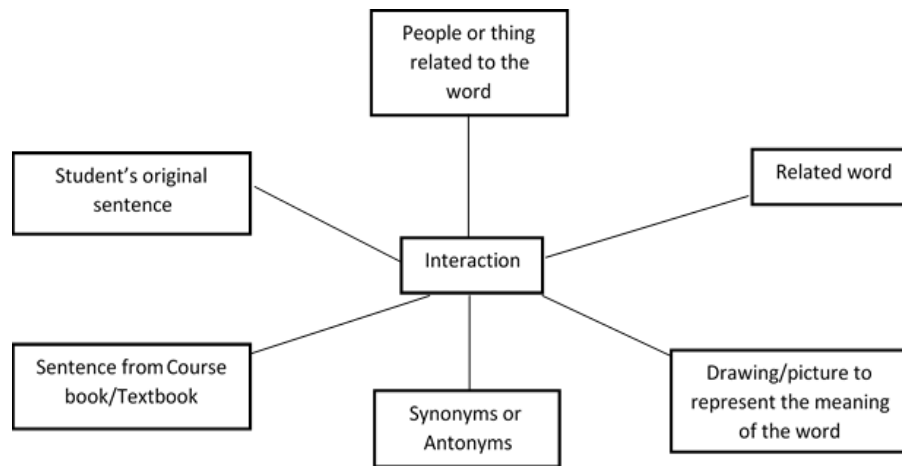 People or thing
related to the
word
Student’s original
sentence
Related word
Interaction
Sentence from Course
book/Textbook
Synonyms or
Antonyms
Drawing/picture to
represent the meaning
of the word